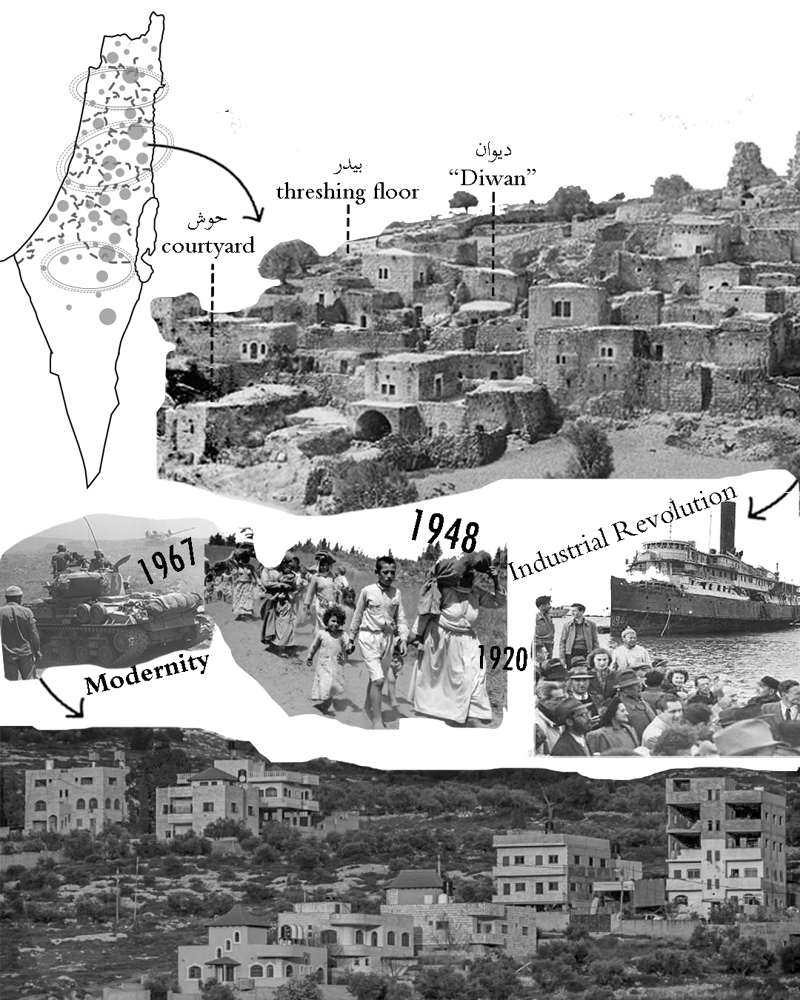 ديوان
“Diwan”
بيدر
threshing floor
حوش
courtyard
Industrial Revolution
1948
1967
1920
Modernity